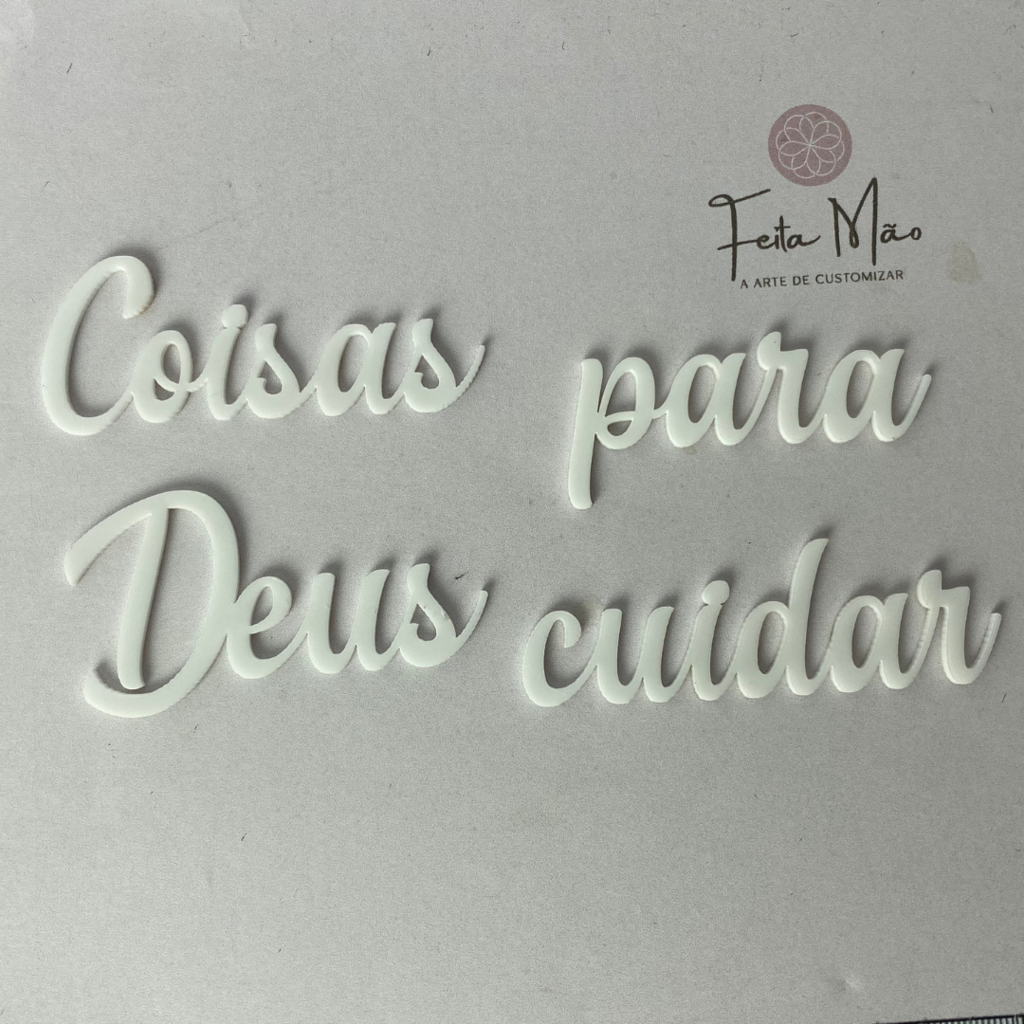 Feita Mão
A ARTE DE CUSTOMIZAR
Coisas para
Deus cuidar